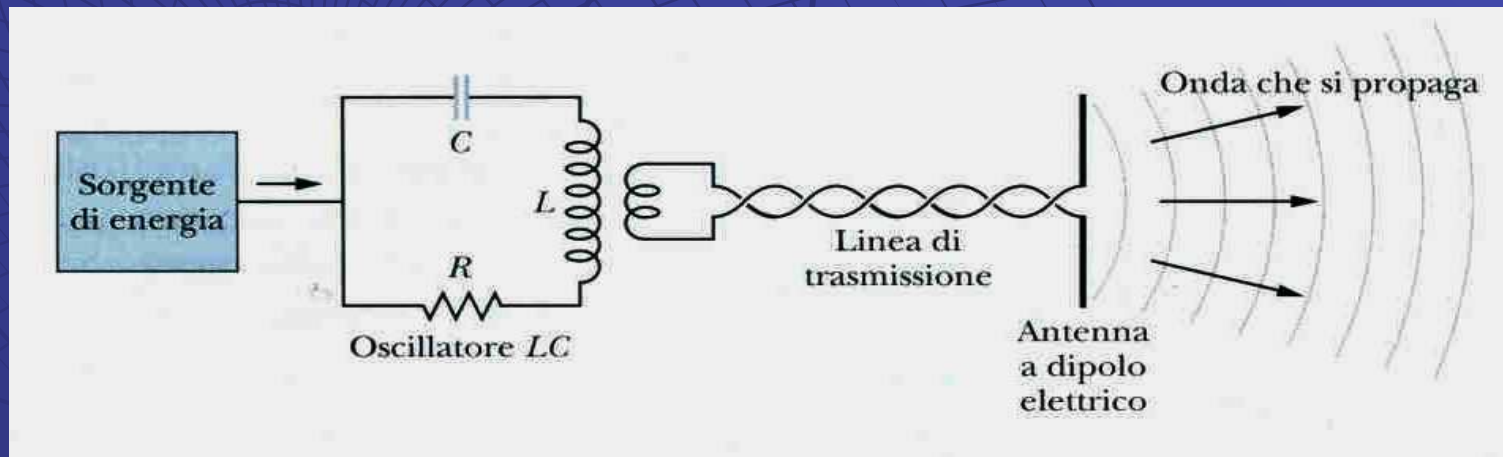 Sorgente
di energia
C
L
R
Oscillatore LC
Linea di
trasmissione
Antenna
a dipolo
elettrico
Onda che si propaga